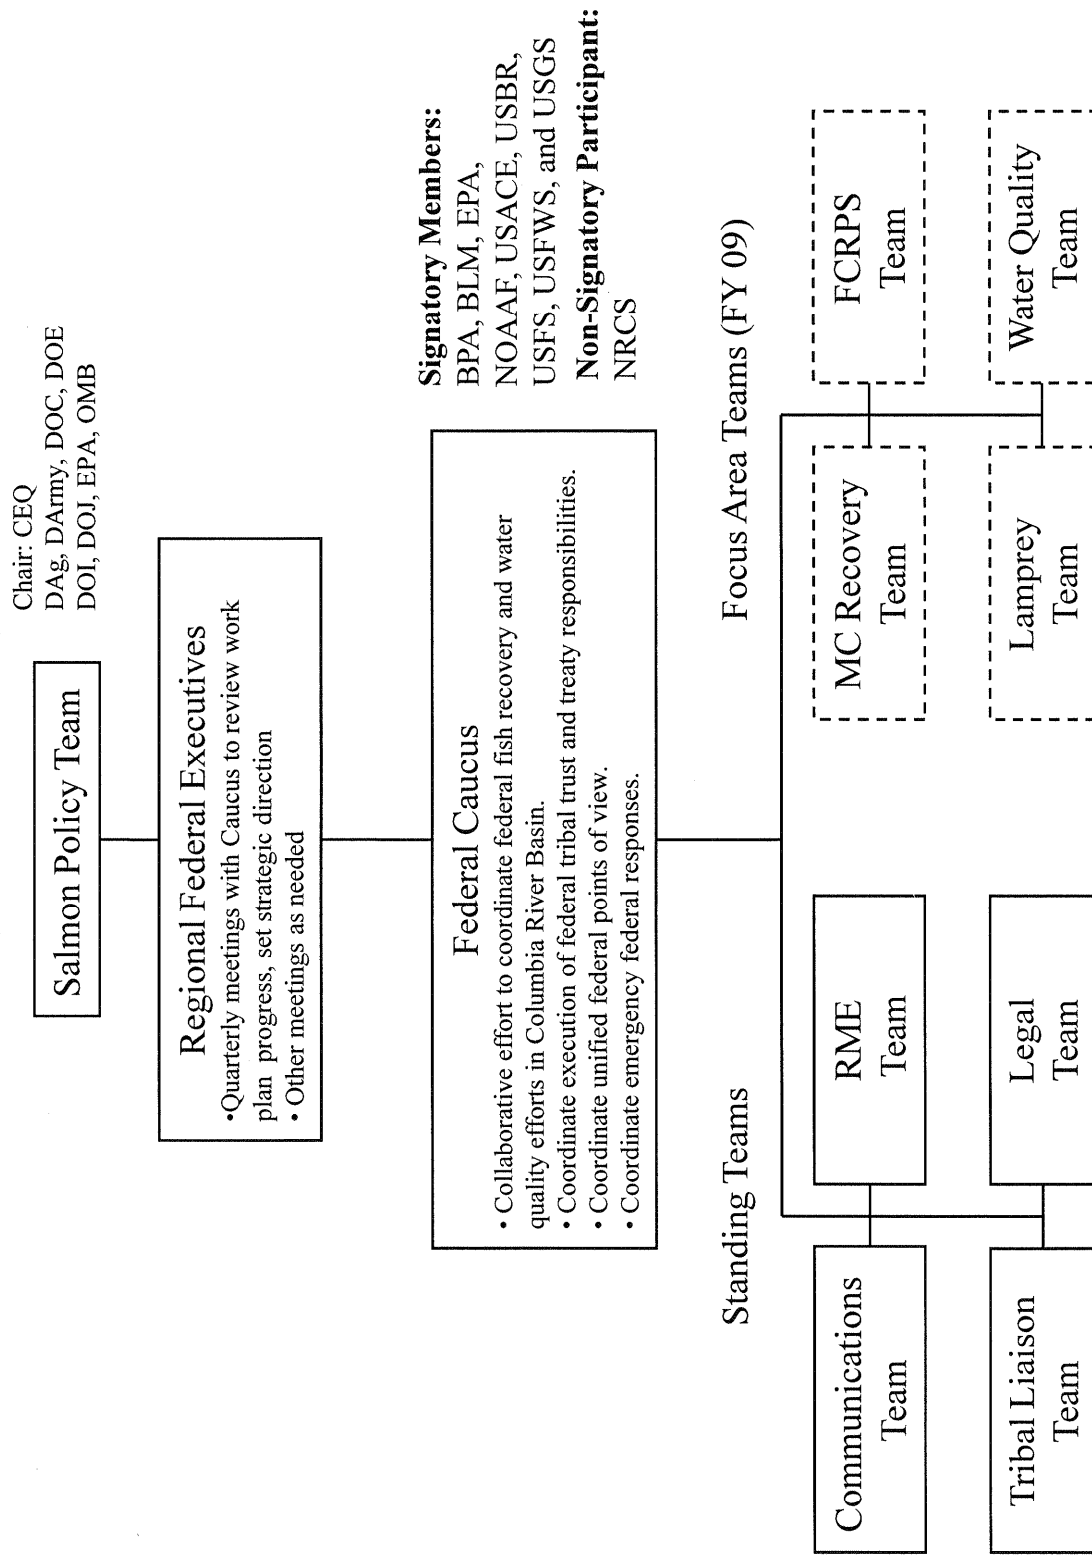 Salmon Policy Team
Chair: CEQ
DAg, DArmy, DOC, DOE
DOI, DOJ, EPA, OMB
Regional Federal Executives
•Quarterly meetings with Caucus to review work
plan progress, set strategic direction
• Other meetings as needed
Federal Caucus
• Collaborative effort to coordinate federal fish recovery and water
quality efforts in Columbia River Basin.
• Coordinate execution of federal tribal trust and treaty responsibilities.
• Coordinate unified federal points of view.
• Coordinate emergency federal responses.
Signatory Members:
BPA, BLM, EPA,
NOAAF, USACE, USBR,
USFS, USFWS, and USGS
Non-Signatory Participant:
NRCS
Standing Teams
Communications
Team
RME
Team
Tribal Liaison
Team
Legal
Team
Focus Area Teams (FY 09)
MC Recovery
Team
FCRPS
Team
Lamprey
Team
Water Quality
Team